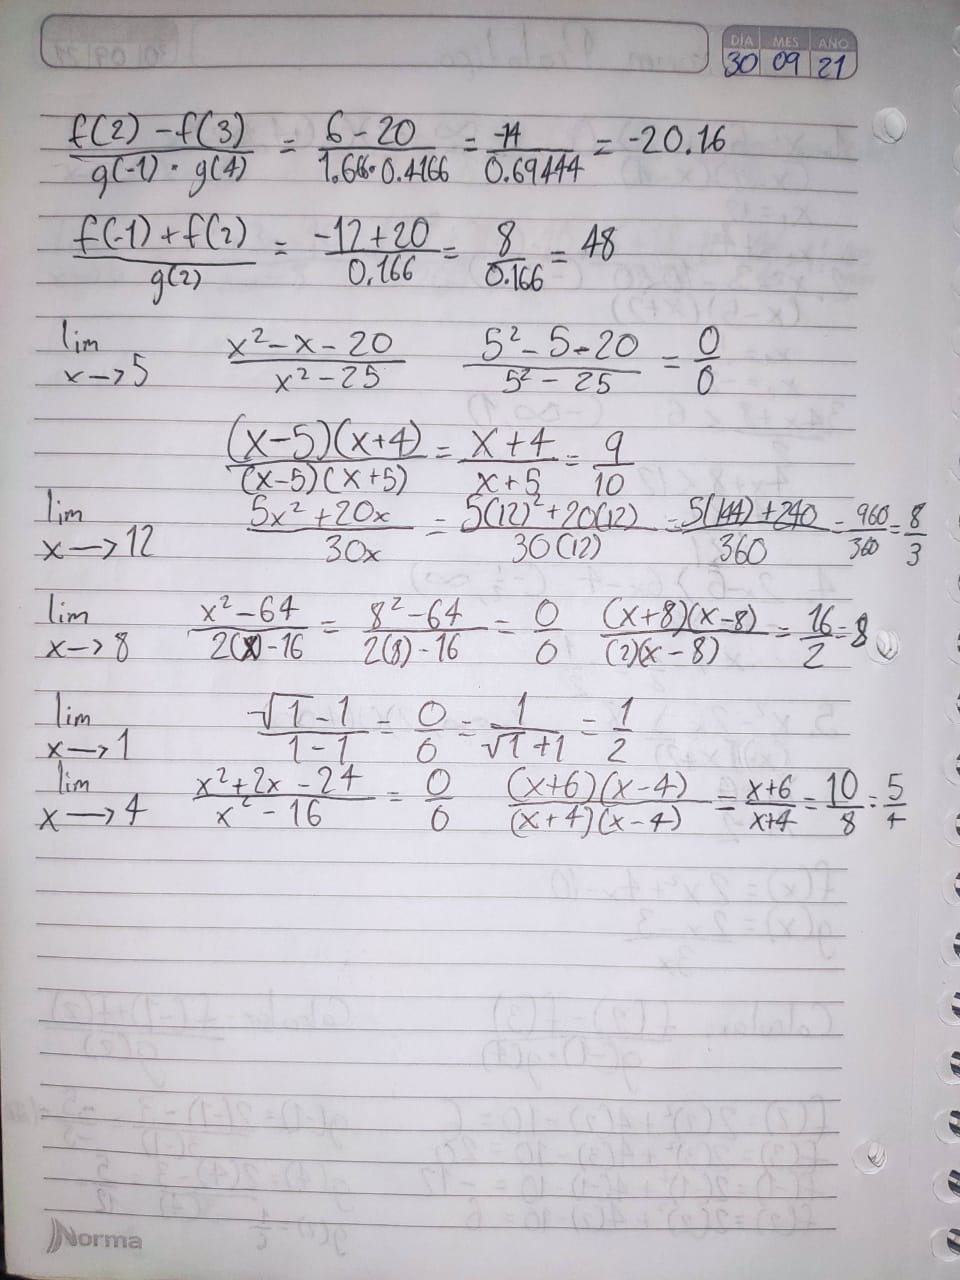 DIA MES AÑO
30 09 21
f(2) - f(3) / g(-1) · g(4) = 6 - 20 / 1.66 · 0.4166 = -14 / 0.69444 = -20.16
f(-1) + f(2) / g(2) = -12 + 20 / 0.166 = 8 / 0.166 = 48
lim x→5 x² - x - 20 / x² - 25 5² - 5 - 20 / 5² - 25 = 0/0
(x-5)(x+4) / (x-5)(x+5) = x+4 / x+5 = 9/10
lim x→12 5x² + 20x / 30x = 5(12)² + 20(12) / 30(12) = 5(144) + 240 / 360 = 960/360 = 8/3
lim x→8 x² - 64 / 2(8) - 16 = 8² - 64 / 2(8) - 16 = 0/0 (x+8)(x-8) / (2)(x-8) = 16/2 = 8
lim x→1 √1 - 1 / 1 - 1 = 0/0 = 1 / √1 + 1 = 1/2
lim x→4 x² + 2x - 24 / x² - 16 = 0/0 (x+6)(x-4) / (x+4)(x-4) = x+6 / x+4 = 10/8 = 5/4
Norma